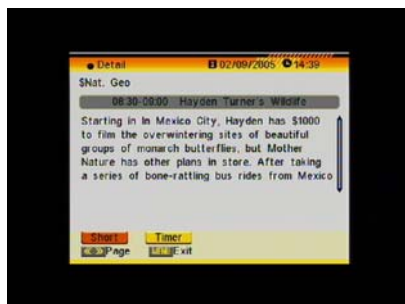 Detail 02/09/2005 14:39
$Nat. Geo
08:30-09:00 Hayden Turner's Wildlife
Starting in In Mexico City, Hayden has $1000
to film the overwintering sites of beautiful
groups of monarch butterflies, but Mother
Nature has other plans in store. After taking
a series of bone-rattling bus rides from Mexico
Short Timer
Page Exit